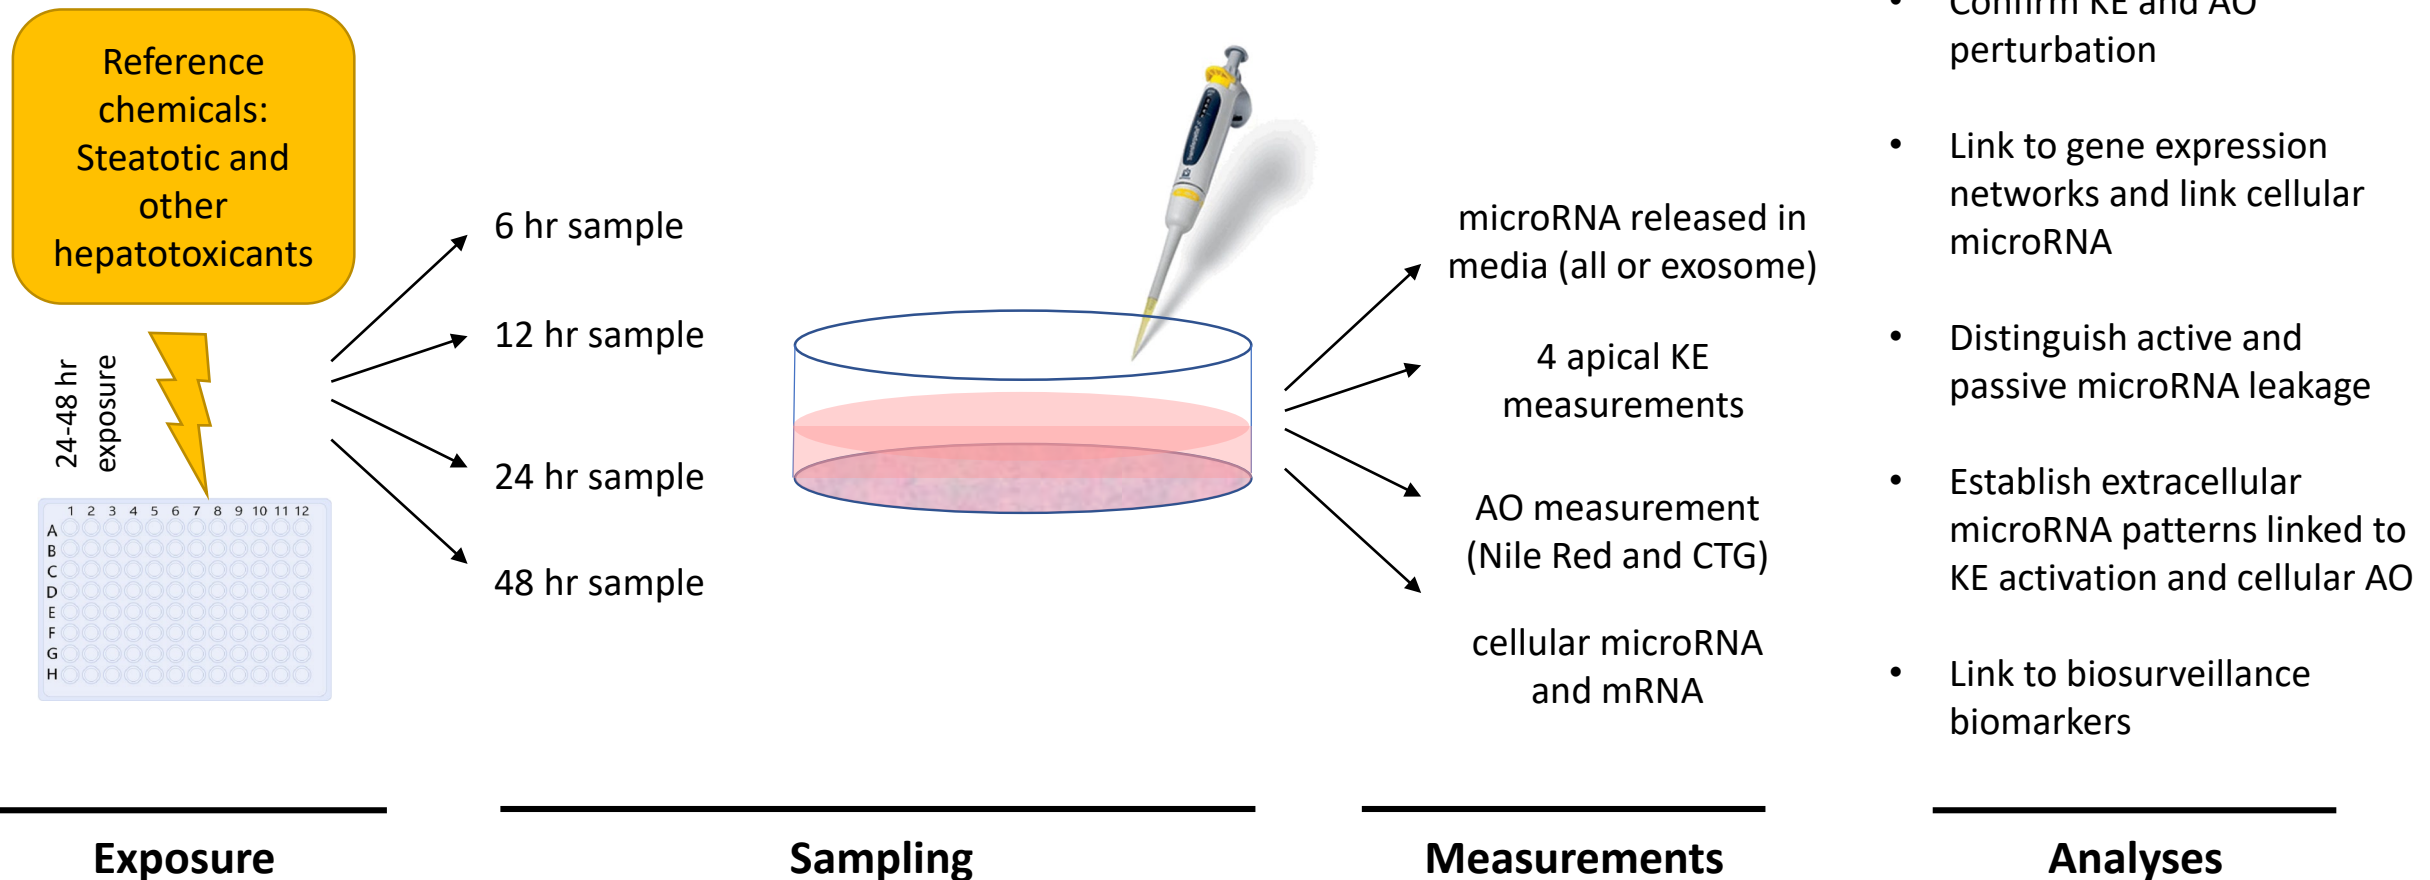 Reference
chemicals:
Steatotic and
other
hepatotoxicants
24-48 hr
exposure
1 2 3 4 5 6 7 8 9 10 11 12
A
B
C
D
E
F
G
H
6 hr sample
12 hr sample
24 hr sample
48 hr sample
microRNA released in
media (all or exosome)
4 apical KE
measurements
AO measurement
(Nile Red and CTG)
cellular microRNA
and mRNA
• Confirm KE and AO
perturbation
• Link to gene expression
networks and link cellular
microRNA
• Distinguish active and
passive microRNA leakage
• Establish extracellular
microRNA patterns linked to
KE activation and cellular AO
• Link to biosurveillance
biomarkers
Exposure
Sampling
Measurements
Analyses